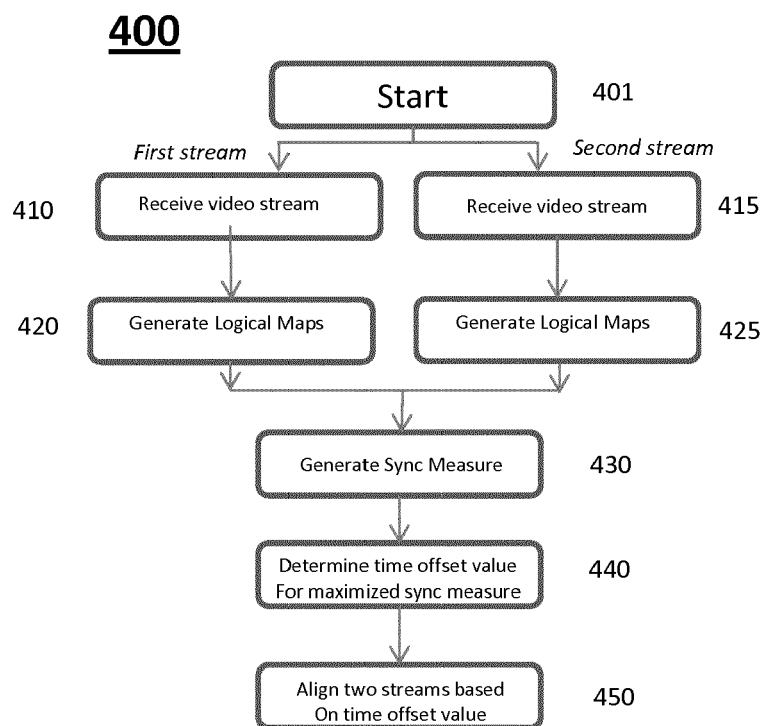 400
Start
401
First stream
Second stream
410
Receive video stream
Receive video stream
415
420
Generate Logical Maps
Generate Logical Maps
425
Generate Sync Measure
430
Determine time offset value
For maximized sync measure
440
Align two streams based
On time offset value
450